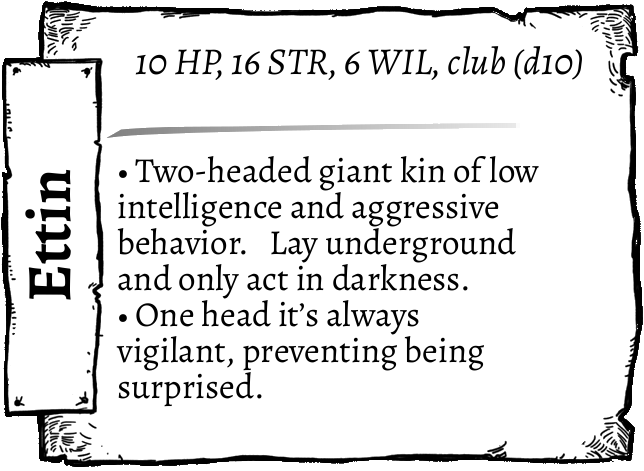 10 HP, 16 STR, 6 WIL, club (d10)
Ettin
• Two-headed giant kin of low
intelligence and aggressive
behavior. Lay underground
and only act in darkness.
• One head it’s always
vigilant, preventing being
surprised.